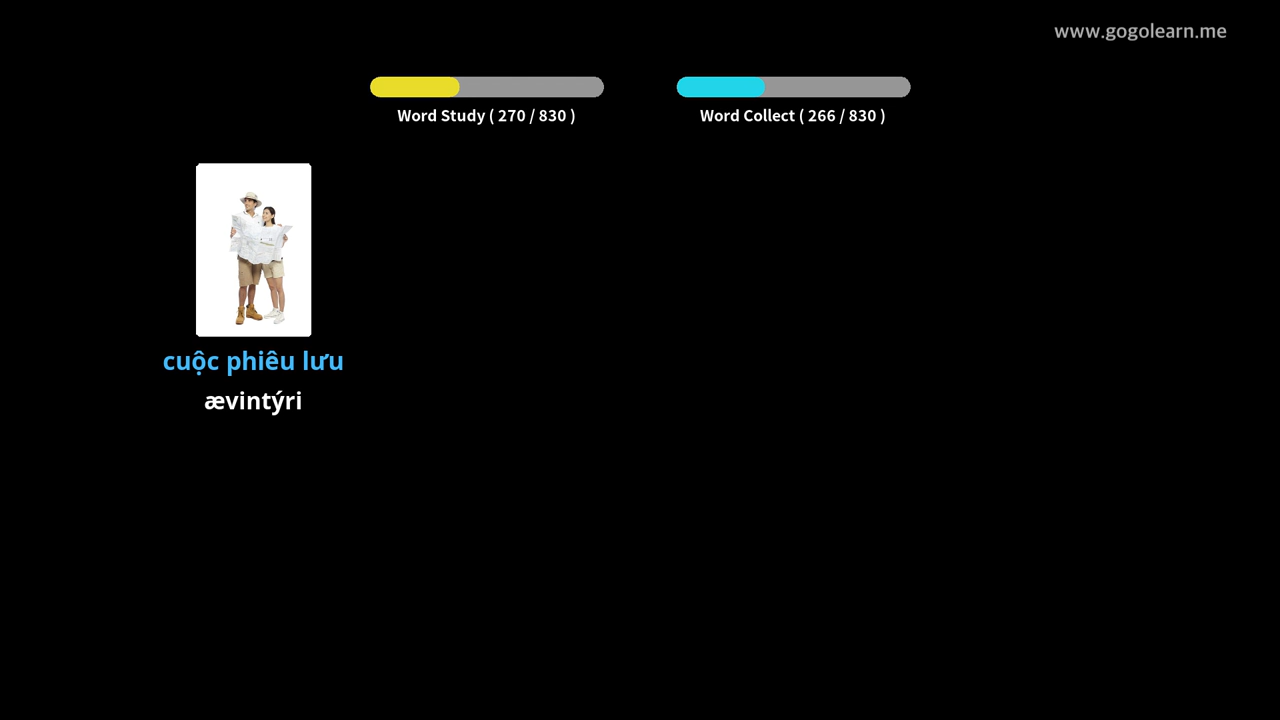 www.gogolearn.me
Word Study ( 270 / 830 )
Word Collect ( 266 / 830 )
cuộc phiêu lưu
ævintýri